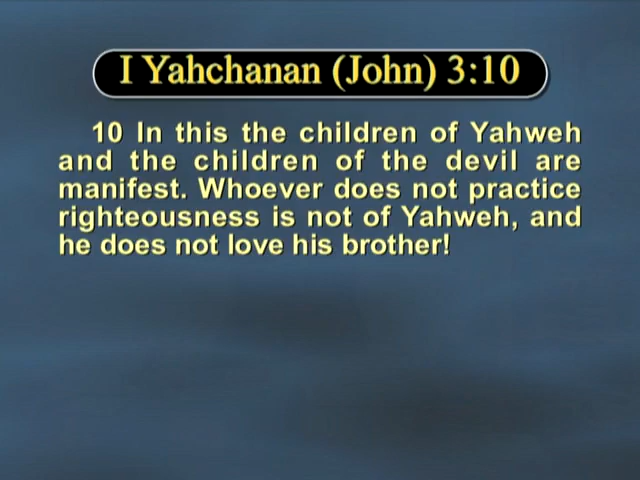 I Yahchanan (John) 3:10
10 In this the children of Yahweh
and the children of the devil are
manifest. Whoever does not practice
righteousness is not of Yahweh, and
he does not love his brother!